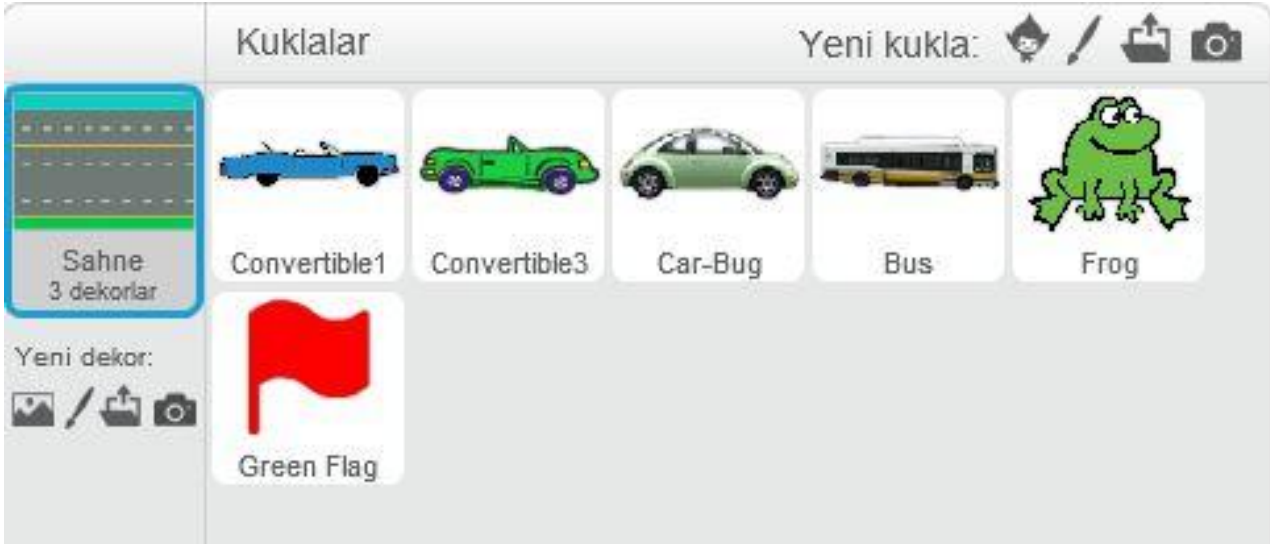 Kuklalar
Yeni kukla:
Convertible1
Convertible3
Car-Bug
Bus
Frog
Sahne
3 dekorlar
Yeni dekor:
Green Flag